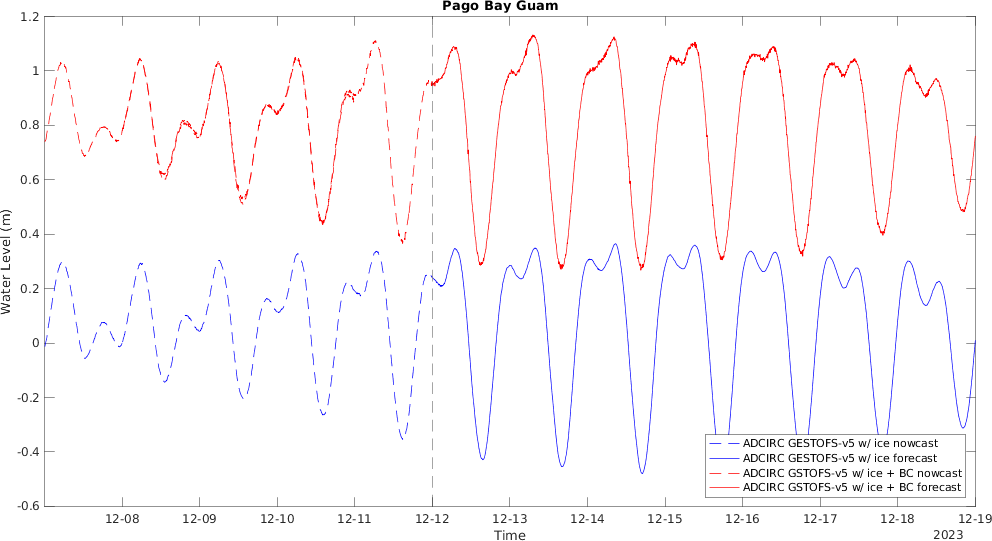 Pago Bay Guam
1.2
1
0.8
0.6
0.4
0.2
0
-0.2
-0.4
-0.6
Water Level (m)
ADCIRC GESTOFS-v5 w/ ice nowcast
ADCIRC GESTOFS-v5 w/ ice forecast
ADCIRC GSTOFS-v5 w/ ice + BC nowcast
ADCIRC GSTOFS-v5 w/ ice + BC forecast
12-08 12-09 12-10 12-11 12-12 12-13 12-14 12-15 12-16 12-17 12-18 12-19
Time
2023